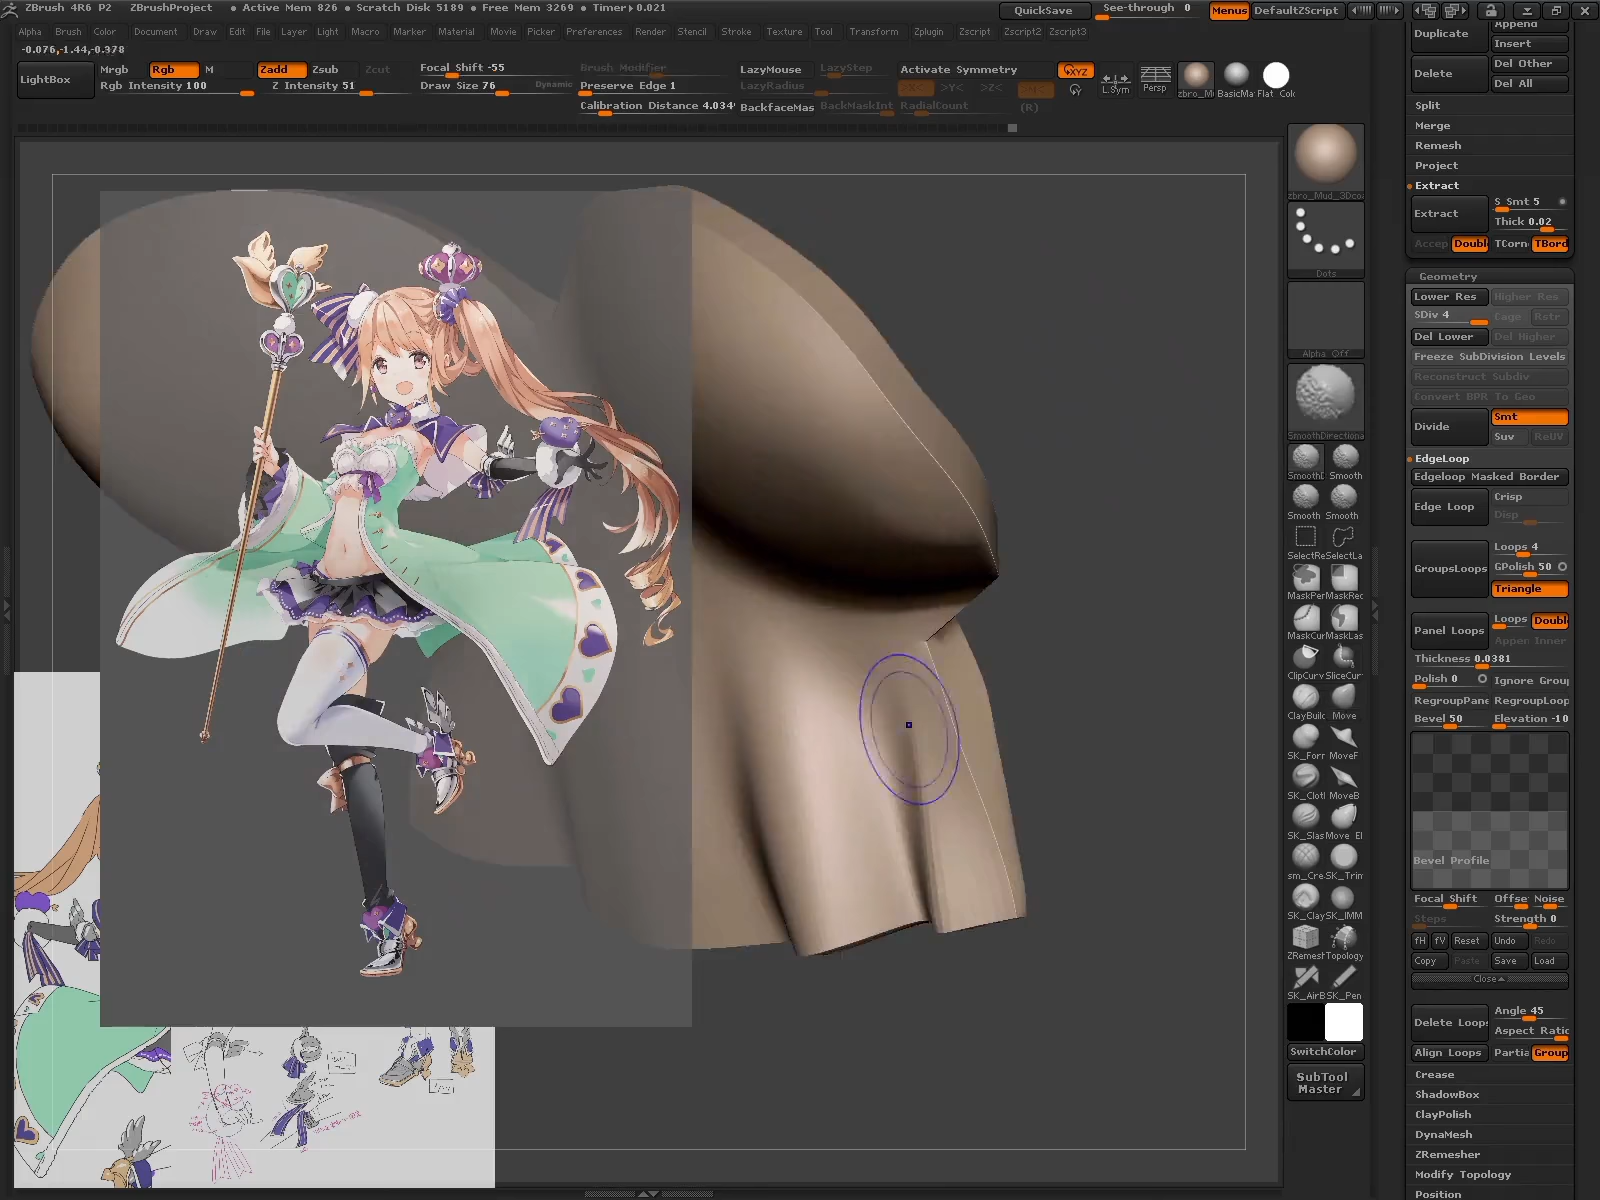 ZBrush 4R6 P2 ZBrushProject • Active Mem 826 • Scratch Disk 5189 • Free Mem 3269 • Timer▸0.021 QuickSave See-through 0 Menus DefaultZScript
Alpha Brush Color Document Draw Edit File Layer Light Macro Marker Material Movie Picker Preferences Render Stencil Stroke Texture Tool Transform Zplugin Zscript Zscript2 Zscript3
-0.076,-1.44,-0.378
LightBox
Mrgb Rgb M Zadd Zsub Zcut
Rgb Intensity 100 Z Intensity 51
Focal Shift -55
Draw Size 76 Dynamic
Brush Modifier
Preserve Edge 1
Calibration Distance 4.034
LazyMouse LazyStep
LazyRadius
BackfaceMas BackMaskInt
Activate Symmetry
>X< >Y< >Z< >M<
RadialCount (R)
XYZ
Y
L.Sym
Persp
zbro_M
BasicMa
Flat Col
zbro_Mud_3Dco
Dots
Alpha Off
SmoothDirectiona
Smooth Smooth
Smooth Smooth
SelectRe SelectLa
MaskPer MaskRec
MaskCur MaskLas
ClipCurv SliceCur
ClayBuil Move
SK_Forr MoveF
SK_Clotl MoveB
SK_Slas Move El
sm_Cre SK_Trin
SK_Clay SK_IMM
ZRemesl Topology
SK_AirB SK_Pen
SwitchColor
SubTool
Master
Append
Duplicate
Insert
Del Other
Delete
Del All
Split
Merge
Remesh
Project
Extract
Extract
S Smt 5
Thick 0.02
Accep Doubl TCorn TBord
Geometry
Lower Res Higher Res
SDiv 4 Cage Rstr
Del Lower Del Higher
Freeze SubDivision Levels
Reconstruct Subdiv
Convert BPR To Geo
Divide
Smt
Suv ReUV
EdgeLoop
Edgeloop Masked Border
Edge Loop
Crisp
Disp
GroupsLoops
Loops 4
GPolish 50
Triangle
Panel Loops
Loops Doubl
Append Inner
Thickness 0.0381
Polish 0 Ignore Group
RegroupPane RegroupLoop
Bevel 50 Elevation -10
Bevel Profile
Focal Shift Offse Noise
Steps Strength 0
fH fV Reset Undo Redo
Copy Paste Save Load
Close
Delete Loops
Angle 45
Aspect Ratio
Align Loops Partia Group
Crease
ShadowBox
ClayPolish
DynaMesh
ZRemesher
Modify Topology
Position